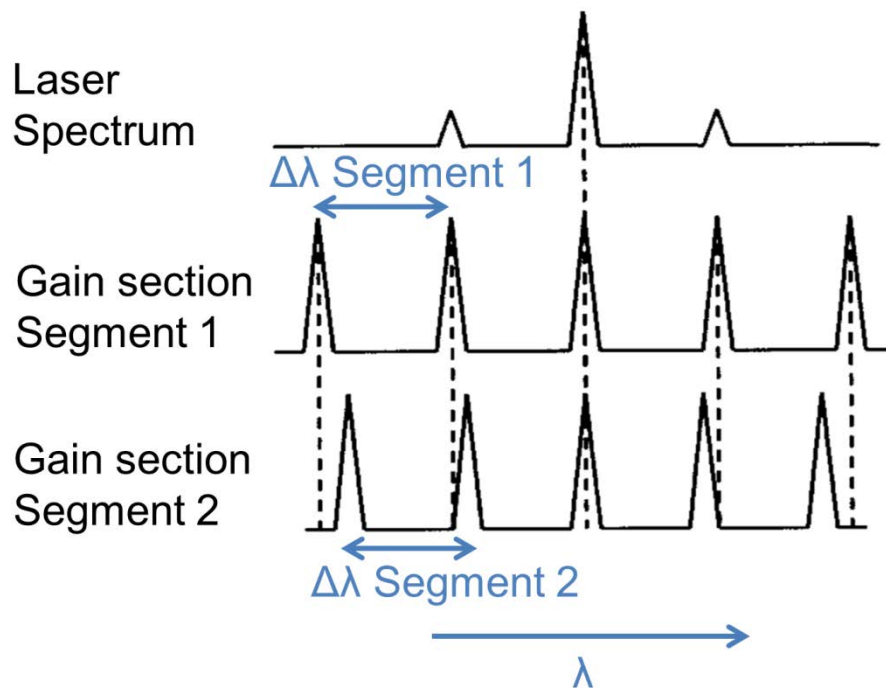 Laser
Spectrum
Δλ Segment 1
Gain section
Segment 1
Gain section
Segment 2
Δλ Segment 2
λ